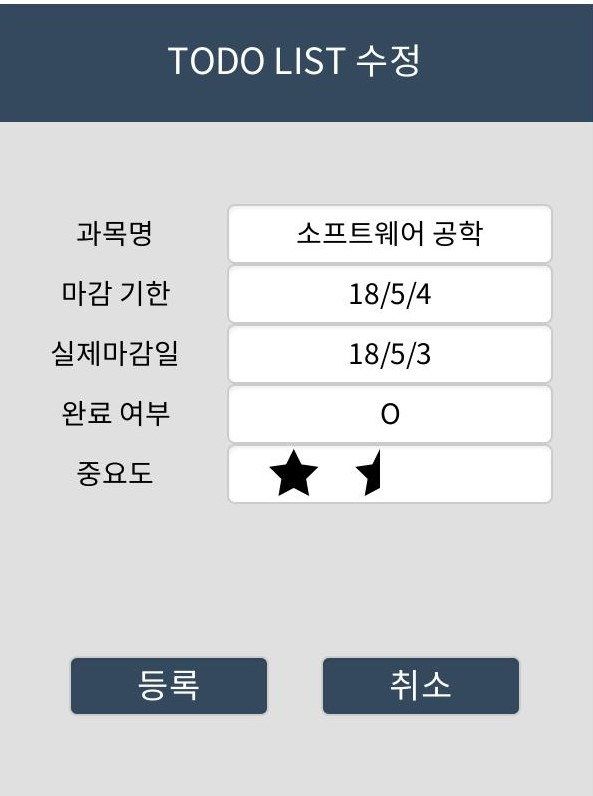 TODO LIST 수정
과목명 소프트웨어 공학
마감 기한 18/5/4
실제마감일 18/5/3
완료 여부 O
중요도
등록 취소